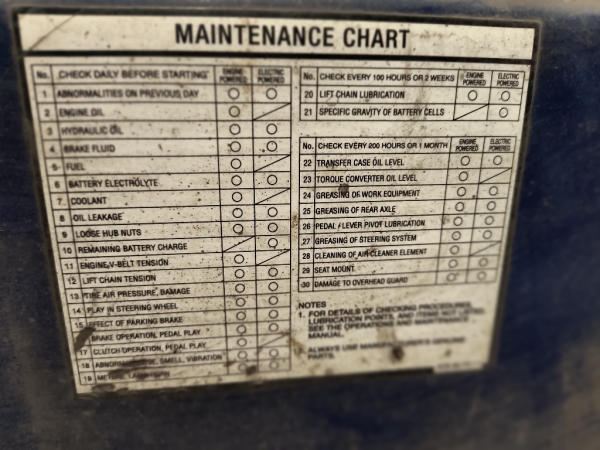 MAINTENANCE CHART
No. CHECK DAILY BEFORE STARTING ENGINE POWERED ELECTRIC POWERED
1 ABNORMALITIES ON PREVIOUS DAY ○ ○
2 ENGINE OIL ○
3 HYDRAULIC OIL ○ ○
4 BRAKE FLUID ○ ○
5 FUEL ○
6 BATTERY ELECTROLYTE ○ ○
7 COOLANT ○
8 OIL LEAKAGE ○ ○
9 LOOSE HUB NUTS ○ ○
10 REMAINING BATTERY CHARGE ○
11 ENGINE V-BELT TENSION ○
12 LIFT CHAIN TENSION ○ ○
13 TIRE AIR PRESSURE, DAMAGE ○ ○
14 PLAY IN STEERING WHEEL ○ ○
15 EFFECT OF PARKING BRAKE ○ ○
BRAKE OPERATION, PEDAL PLAY ○ ○
17 CLUTCH OPERATION, PEDAL PLAY ○
18 SMELL, VIBRATION ○ ○
19 ○ ○
No. CHECK EVERY 100 HOURS OR 2 WEEKS ENGINE POWERED ELECTRIC POWERED
20 LIFT CHAIN LUBRICATION ○ ○
21 SPECIFIC GRAVITY OF BATTERY CELLS ○
No. CHECK EVERY 200 HOURS OR 1 MONTH ENGINE POWERED ELECTRIC POWERED
22 TRANSFER CASE OIL LEVEL ○ ○
23 TORQUE CONVERTER OIL LEVEL ○
24 GREASING OF WORK EQUIPMENT ○ ○
25 GREASING OF REAR AXLE ○ ○
26 PEDAL / LEVER PIVOT LUBRICATION ○ ○
27 GREASING OF STEERING SYSTEM ○ ○
28 CLEANING OF AIR CLEANER ELEMENT ○
29 SEAT MOUNT ○ ○
30 DAMAGE TO OVERHEAD GUARD ○ ○
NOTES
1. FOR DETAILS OF CHECKING PROCEDURES,
LUBRICATION POINTS, AND ITEMS NOT LISTED,
SEE THE OPERATION AND MAINTENANCE
MANUAL.
ALWAYS USE GENUINE
PARTS.